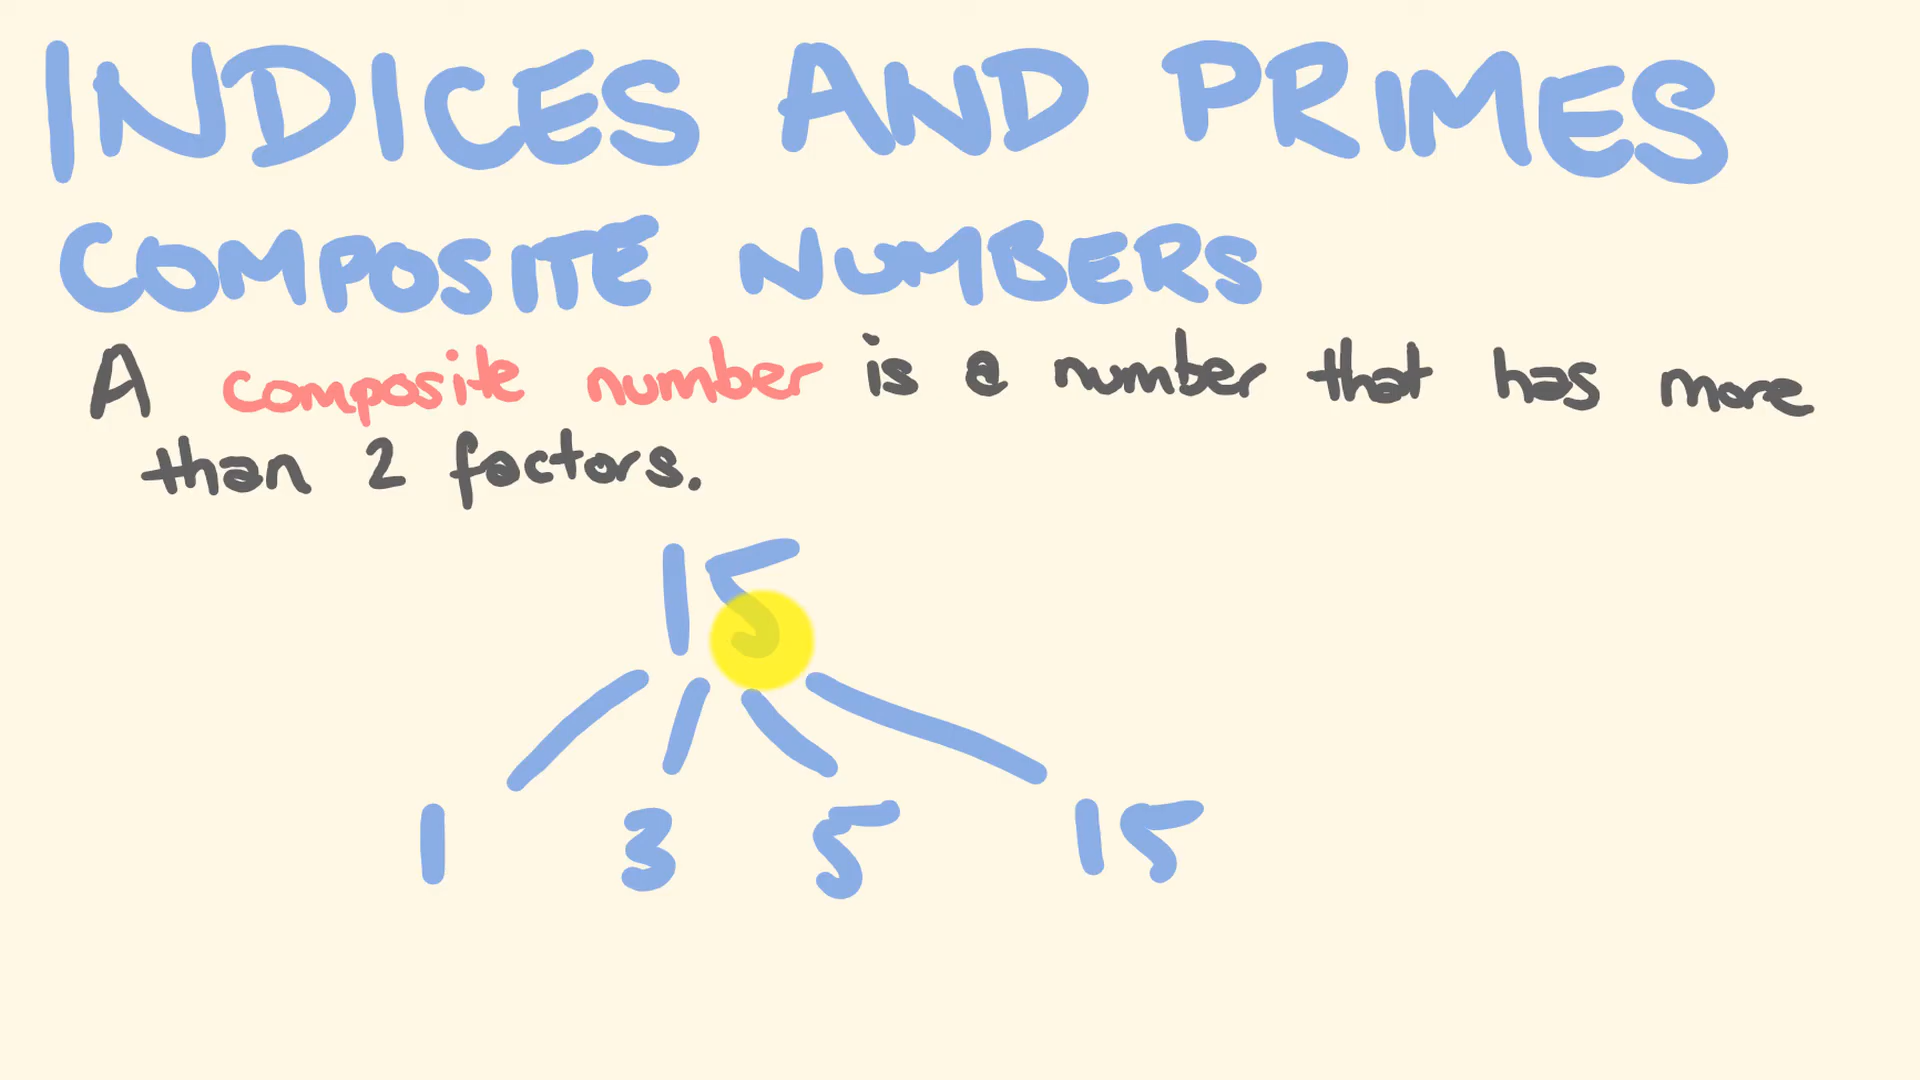 INDICES AND PRIMES
COMPOSITE NUMBERS
A composite number is a number that has more
than 2 factors.
15
1 3 5 15